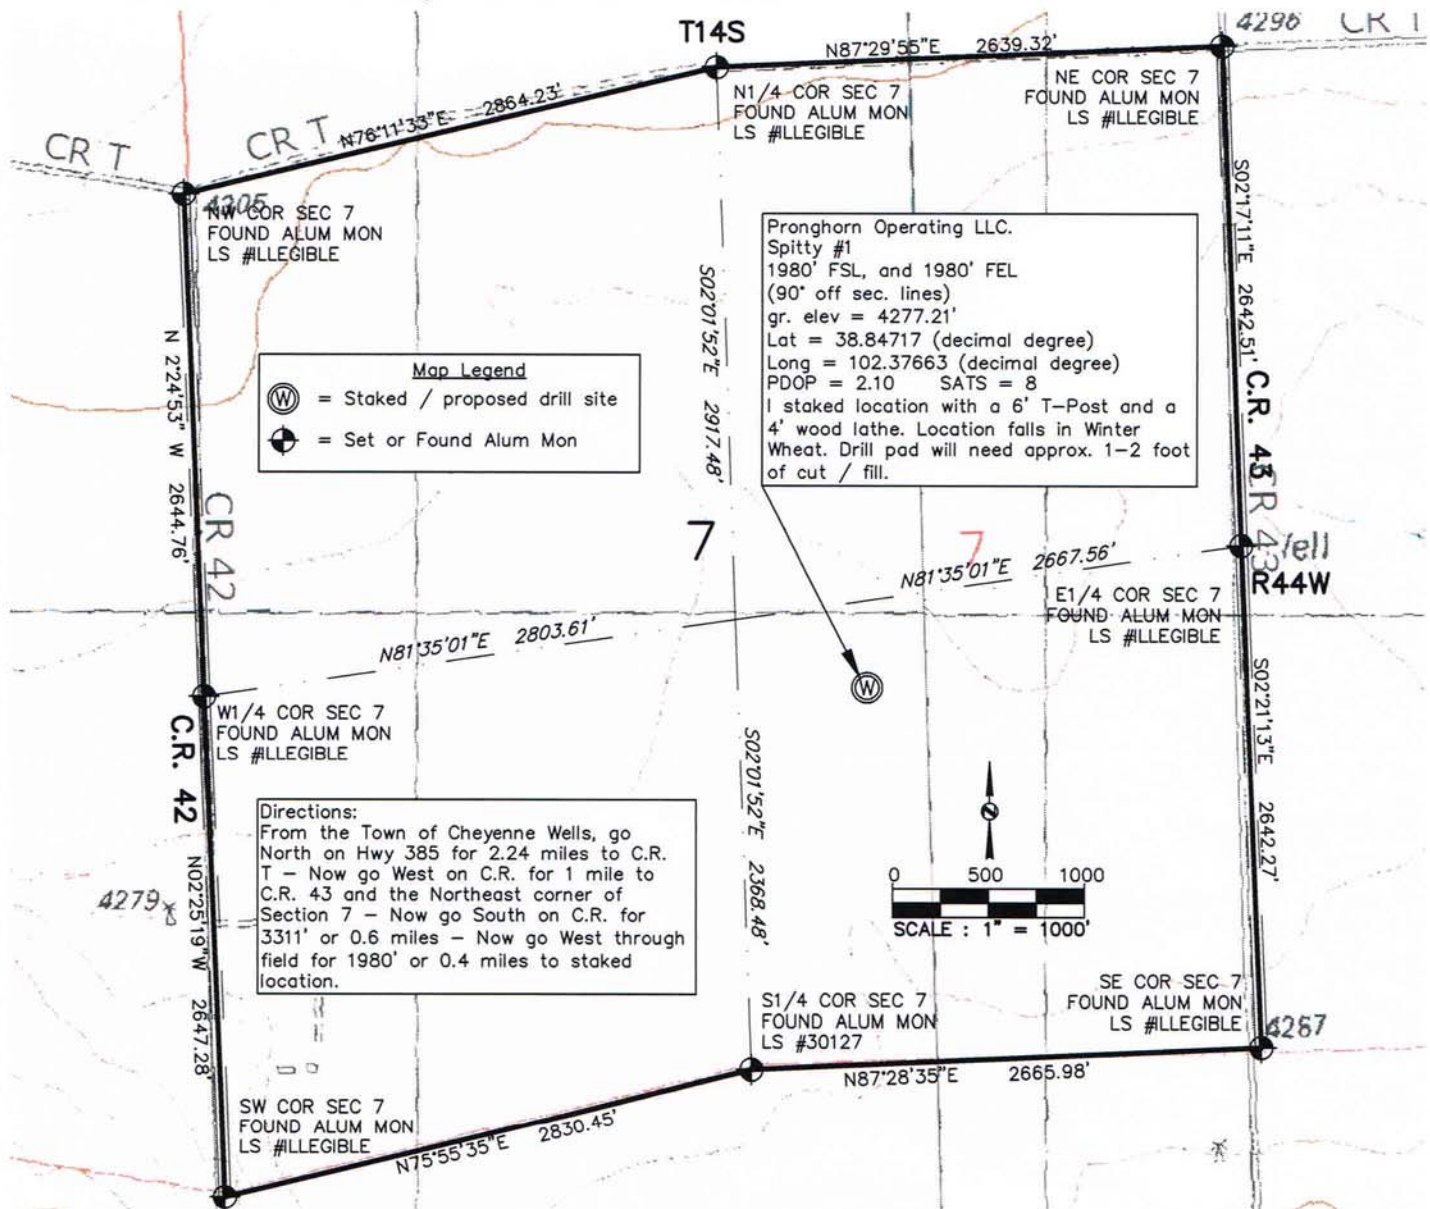 4296 CR T
T14S
N87°29'55"E 2639.32'
N1/4 COR SEC 7
FOUND ALUM MON
LS #ILLEGIBLE
NE COR SEC 7
FOUND ALUM MON
LS #ILLEGIBLE
CR T
CR T
N76°11'33"E 2864.23'
4205
NW COR SEC 7
FOUND ALUM MON
LS #ILLEGIBLE
S02°17'11"E 2642.51'
Pronghorn Operating LLC.
Spitty #1
1980' FSL, and 1980' FEL
(90° off sec. lines)
gr. elev = 4277.21'
Lat = 38.84717 (decimal degree)
Long = 102.37663 (decimal degree)
PDOP = 2.10 SATS = 8
I staked location with a 6' T-Post and a
4' wood lathe. Location falls in Winter
Wheat. Drill pad will need approx. 1-2 foot
of cut / fill.
S02°01'52"E 2917.48'
N 2°24'53" W 2644.76'
Map Legend
W = Staked / proposed drill site
= Set or Found Alum Mon
C.R. 43
CR 43
CR 42
7
7
Well
R44W
N81°35'01"E 2667.56'
E1/4 COR SEC 7
FOUND ALUM MON
LS #ILLEGIBLE
N81°35'01"E 2803.61'
W
W1/4 COR SEC 7
FOUND ALUM MON
LS #ILLEGIBLE
C.R. 42
S02°21'13"E 2642.27'
S02°01'52"E 2368.48'
Directions:
From the Town of Cheyenne Wells, go
North on Hwy 385 for 2.24 miles to C.R.
T - Now go West on C.R. for 1 mile to
C.R. 43 and the Northeast corner of
Section 7 - Now go South on C.R. for
3311' or 0.6 miles - Now go West through
field for 1980' or 0.4 miles to staked
location.
N
0 500 1000
SCALE : 1" = 1000'
4279
N02°25'19"W 2647.28'
SE COR SEC 7
FOUND ALUM MON
LS #ILLEGIBLE
4267
S1/4 COR SEC 7
FOUND ALUM MON
LS #30127
N87°28'35"E 2665.98'
SW COR SEC 7
FOUND ALUM MON
LS #ILLEGIBLE
N75°55'35"E 2830.45'